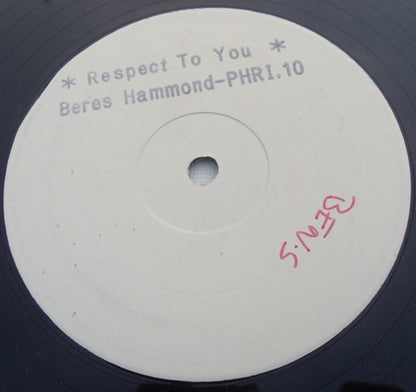 * Respect To You *
Beres Hammond-PHRI.10
BEN.S